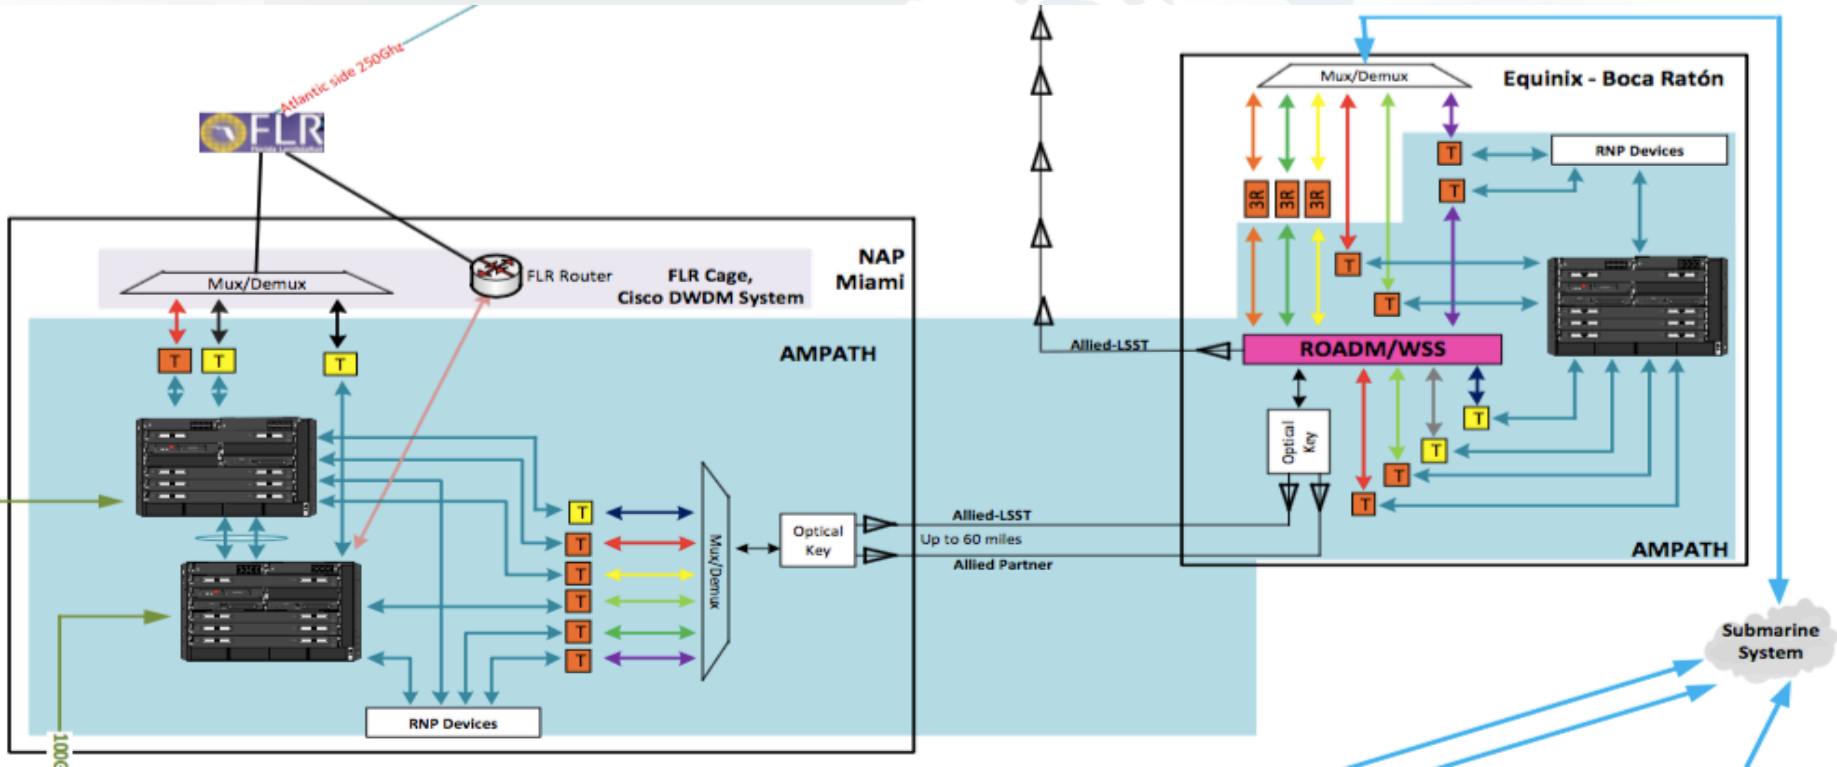 Atlantic side 250Ghz
FLR
NAP
Miami
Mux/Demux
FLR Router
FLR Cage,
Cisco DWDM System
AMPATH
T
T
T
T
T
T
T
T
T
Mux/Demux
Optical
Key
RNP Devices
100G
Allied-LSST
Up to 60 miles
Allied Partner
Allied-LSST
Equinix - Boca Ratón
Mux/Demux
3R
3R
3R
T
T
RNP Devices
T
T
ROADM/WSS
Optical
Key
T
T
T
T
AMPATH
Submarine
System